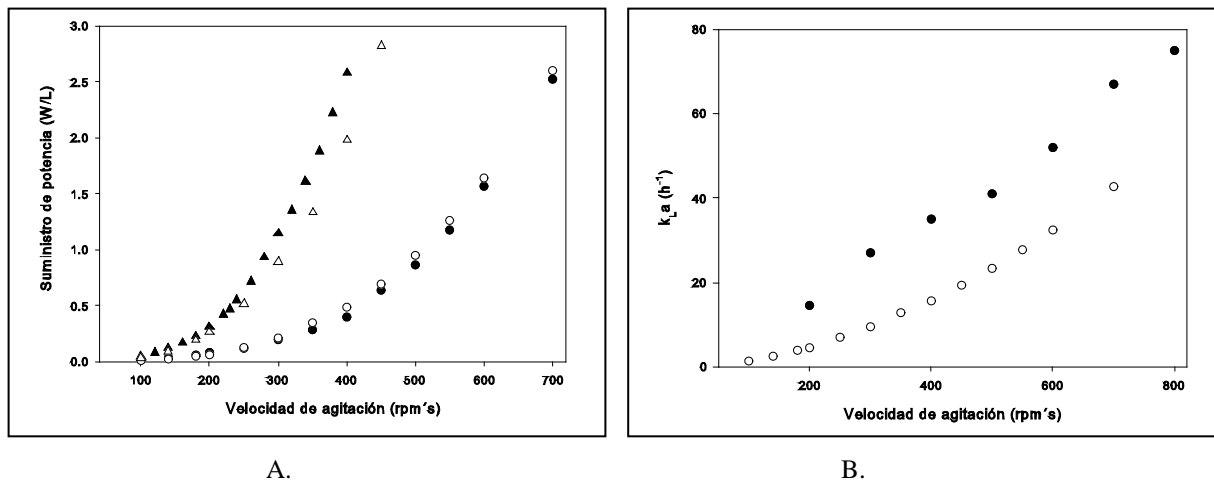 3.0
2.5
2.0
1.5
1.0
0.5
0.0
Suministro de potencia (W/L)
100 200 300 400 500 600 700
Velocidad de agitación (rpm´s)
A.
80
60
40
20
0
kLa (h⁻¹)
200 400 600 800
Velocidad de agitación (rpm´s)
B.